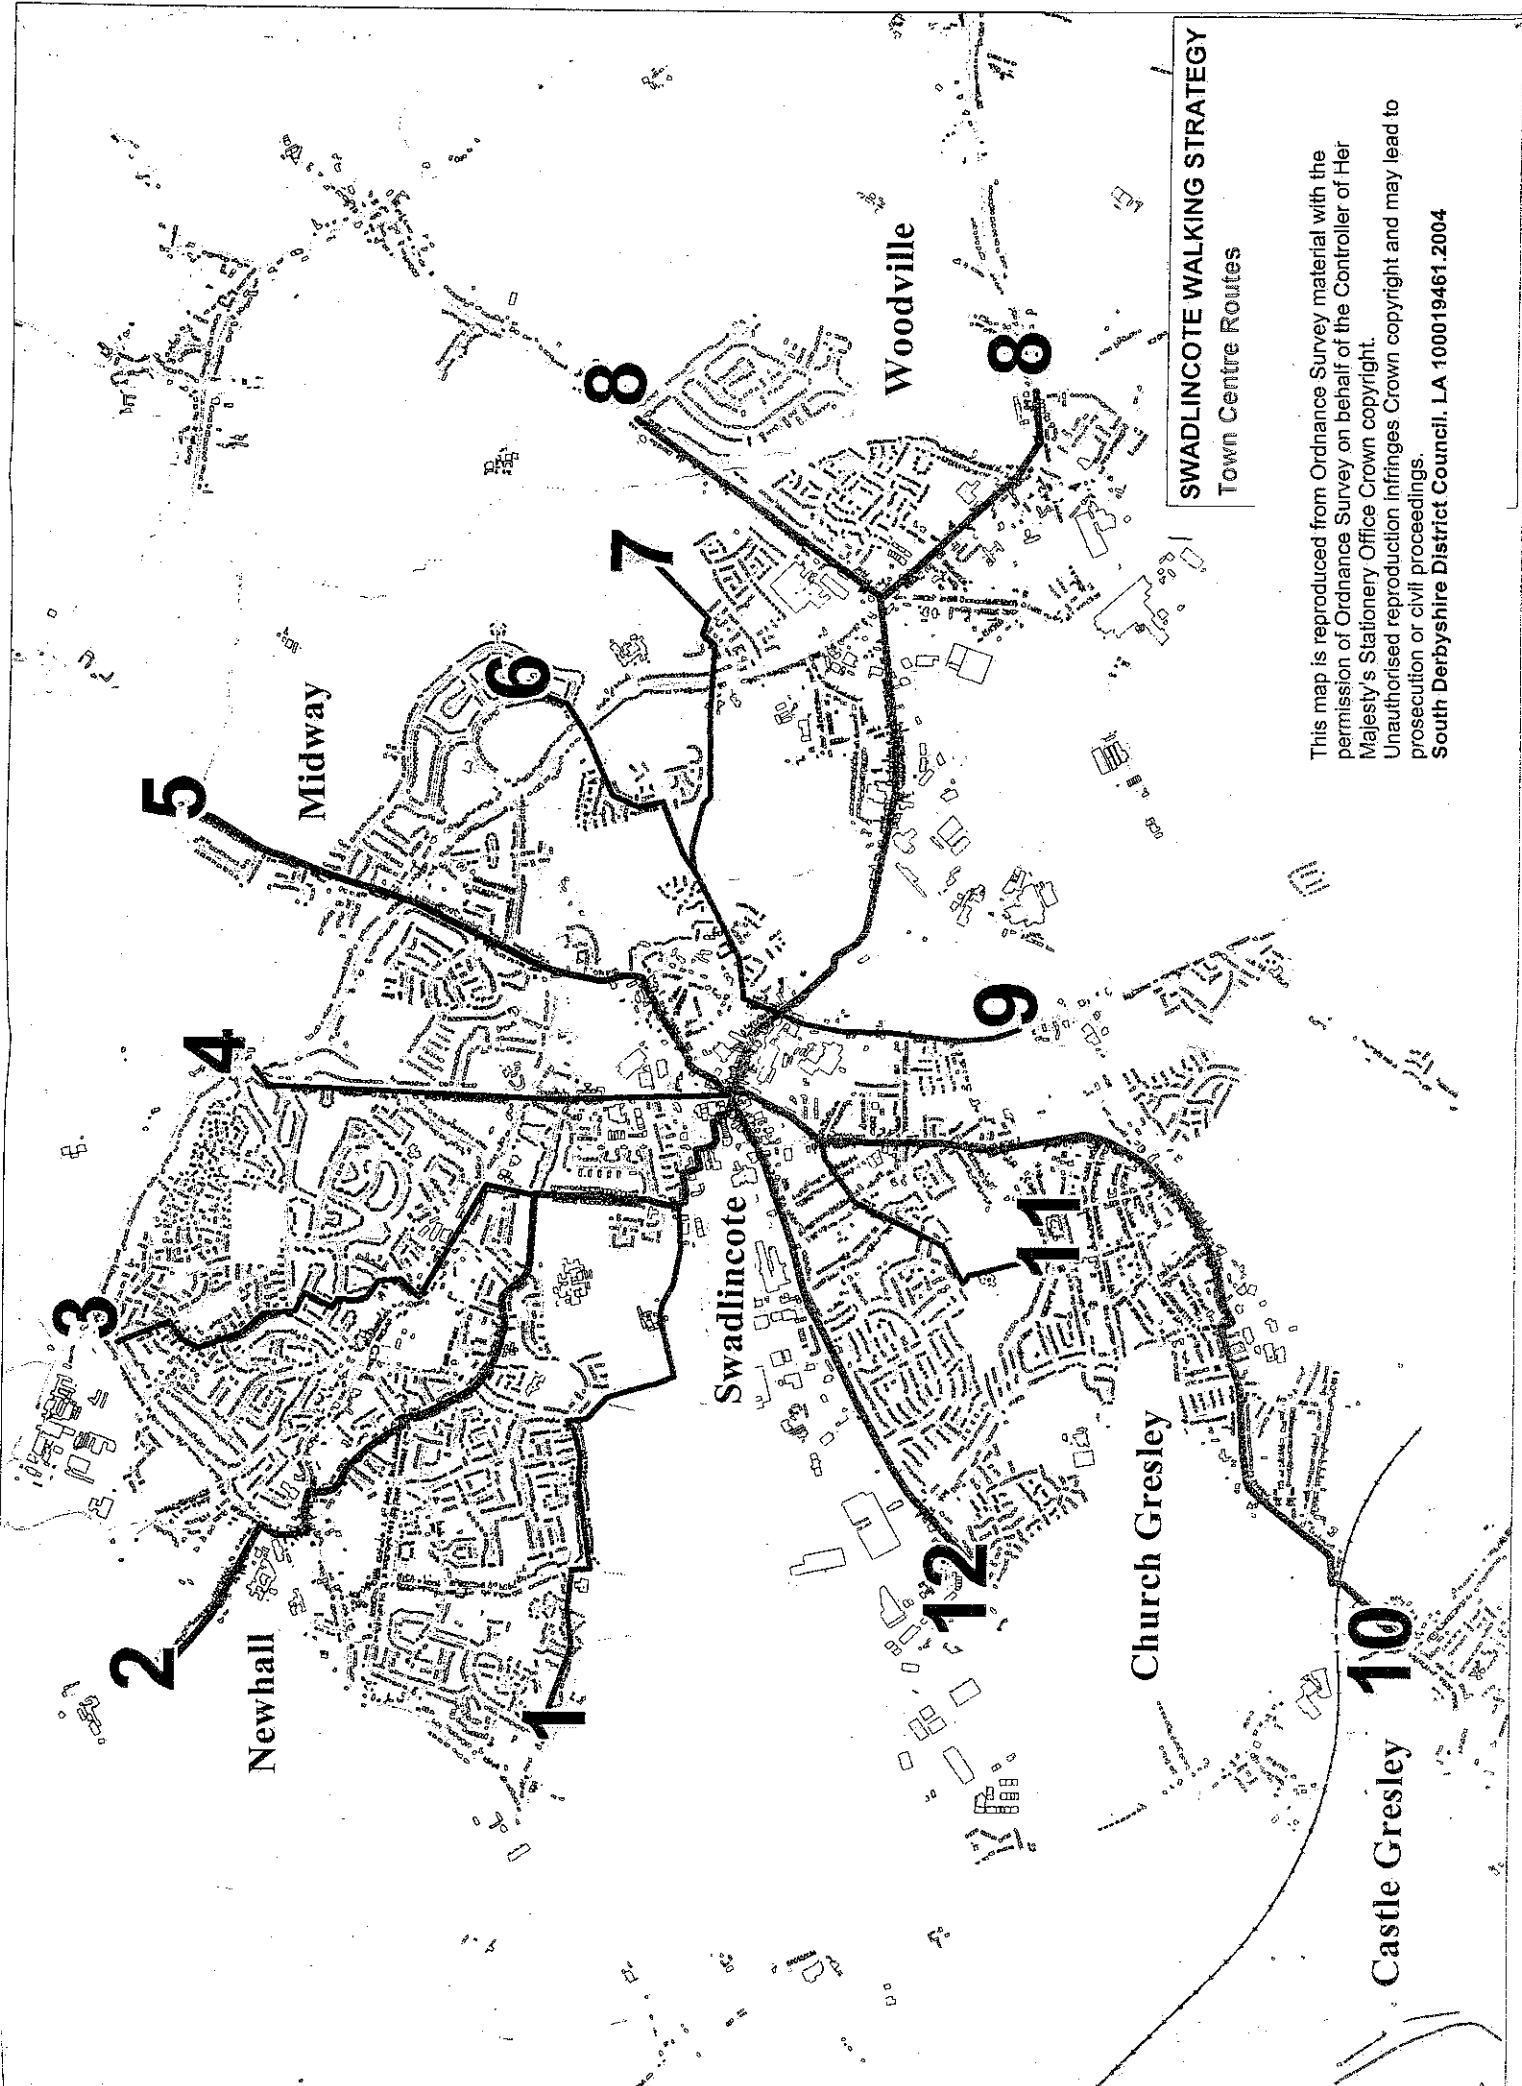 SWADLINCOTE WALKING STRATEGY
Town Centre Routes
This map is reproduced from Ordnance Survey material with the
permission of Ordnance Survey on behalf of the Controller of Her
Majesty's Stationery Office Crown copyright.
Unauthorised reproduction infringes Crown copyright and may lead to
prosecution or civil proceedings.
South Derbyshire District Council. LA 100019461.2004
2
3
4
5
Newhall
Midway
1
6
7
8
Swadlincote
Woodville
12
11
9
8
Church Gresley
10
Castle Gresley